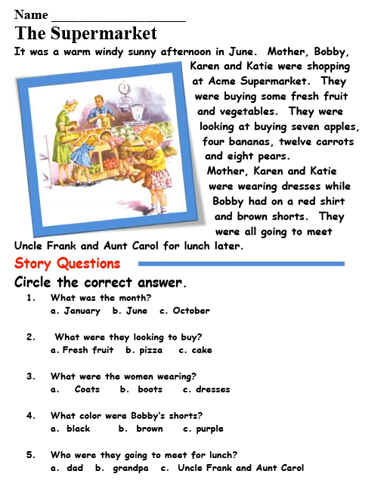 Name ____________________
The Supermarket
It was a warm windy sunny afternoon in June.  Mother, Bobby,
Karen and Katie were shopping
at Acme Supermarket.  They
were buying some fresh fruit
and vegetables.  They were
looking at buying seven apples,
four bananas, twelve carrots
and eight pears.
Mother, Karen and Katie
were wearing dresses while
Bobby had on a red shirt
and brown shorts.  They
were all going to meet
Uncle Frank and Aunt Carol for lunch later.
Story Questions
Circle the correct answer.
1. What was the month?
a. January b. June c. October
2. What were they looking to buy?
a. Fresh fruit b. pizza c. cake
3. What were the women wearing?
a. Coats b. boots c. dresses
4. What color were Bobby's shorts?
a. black b. brown c. purple
5. Who were they going to meet for lunch?
a. dad b. grandpa c. Uncle Frank and Aunt Carol